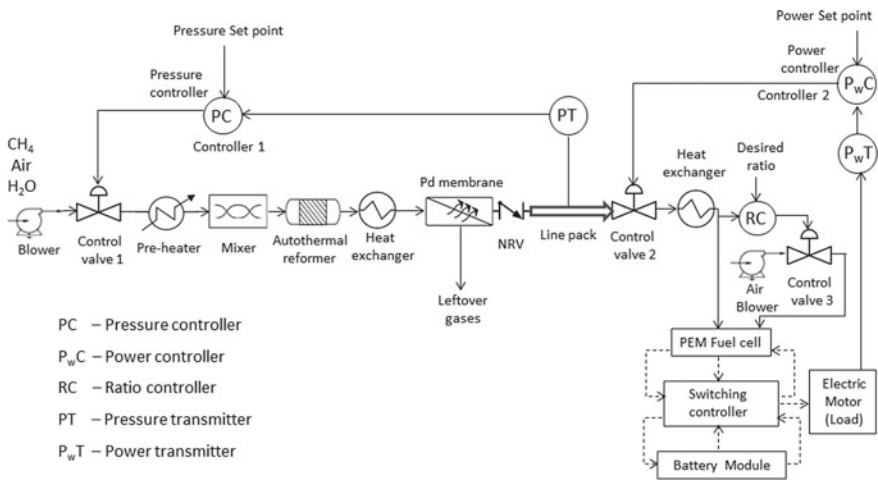 Pressure Set point
Power Set point
Pressure
controller
PC
Controller 1
PT
Power
controller
Controller 2
PwC
PwT
CH₄
Air
H₂O
Blower
Control
valve 1
Pre-heater
Mixer
Autothermal
reformer
Heat
exchanger
Pd membrane
NRV
Line pack
Control
valve 2
Heat
exchanger
Desired
ratio
RC
Air
Blower
Control
valve 3
Leftover
gases
PC – Pressure controller
PwC – Power controller
RC – Ratio controller
PT – Pressure transmitter
PwT – Power transmitter
PEM Fuel cell
Switching
controller
Battery Module
Electric
Motor
(Load)